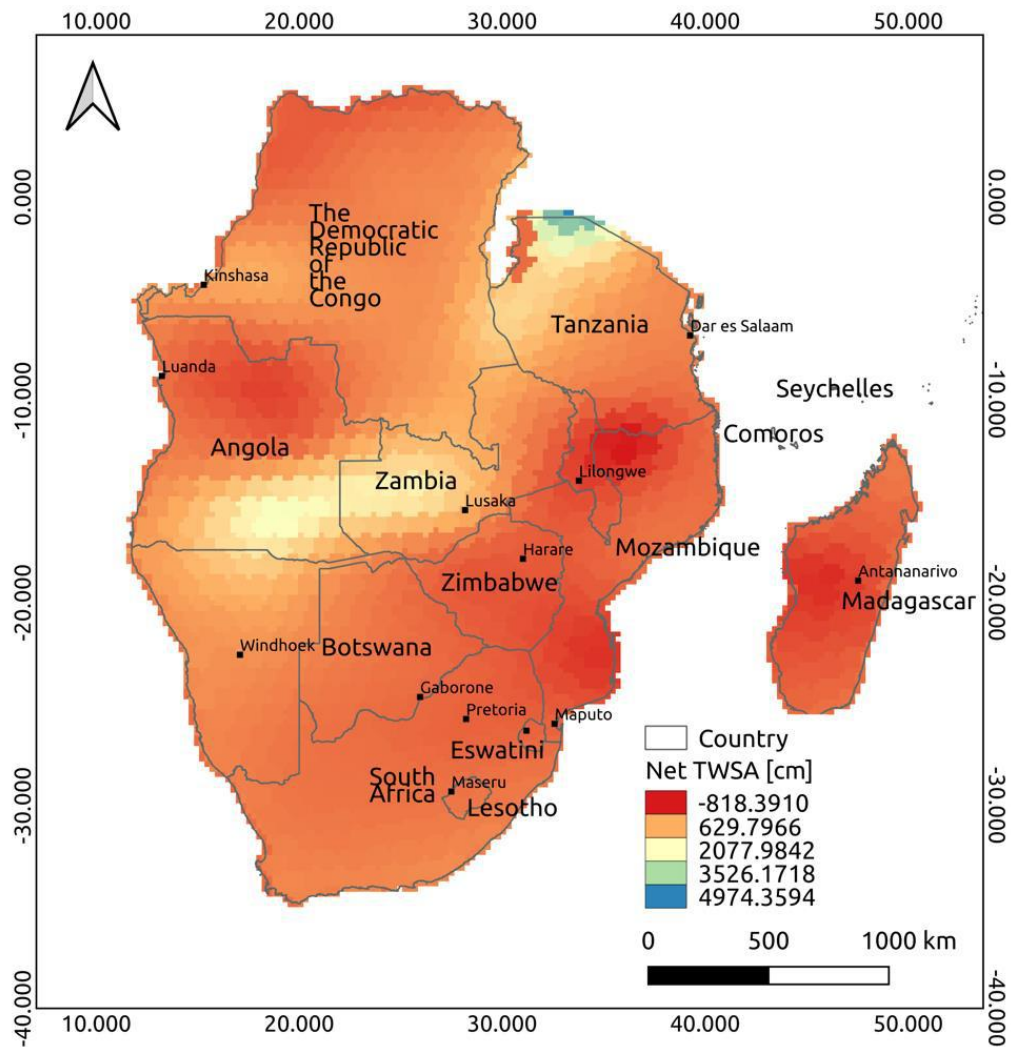 10.000 20.000 30.000 40.000 50.000
0.000
0.000
The
Democratic
Republic
of
the
Congo
Kinshasa
Tanzania
Dar es Salaam
Luanda
-10.000
-10.000
Seychelles
Angola
Comoros
Zambia
Lilongwe
Lusaka
Harare
Mozambique
Zimbabwe
Antananarivo
Madagascar
-20.000
-20.000
Windhoek
Botswana
Gaborone
Pretoria
Maputo
Eswatini
South
Africa
Maseru
Lesotho
-30.000
-30.000
Country
Net TWSA [cm]
-818.3910
629.7966
2077.9842
3526.1718
4974.3594
0 500 1000 km
-40.000
-40.000
10.000 20.000 30.000 40.000 50.000